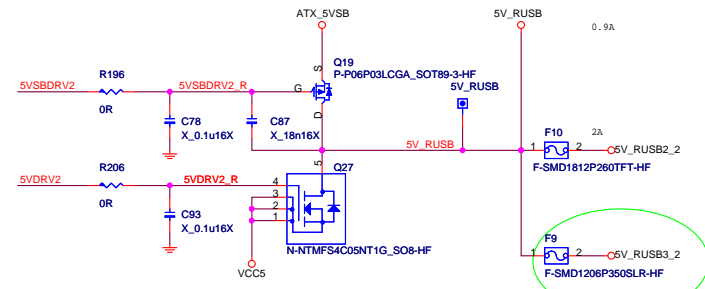 ATX_5VSB
5V_RUSB
0.9A
S
Q19
P-P06P03LCGA_SOT89-3-HF
R196
5VSBDRV2
5VSBDRV2_R
G
5V_RUSB
0R
C78
X_0.1u16X
C87
X_18n16X
D
2A
5V_RUSB
F10
1
2
5V_RUSB2_2
F-SMD1812P260TFT-HF
5
Q27
R206
5VDRV2
5VDRV2_R
4
3
2
1
0R
C93
X_0.1u16X
F9
1
2
5V_RUSB3_2
N-NTMFS4C05NT1G_SO8-HF
VCC5
F-SMD1206P350SLR-HF